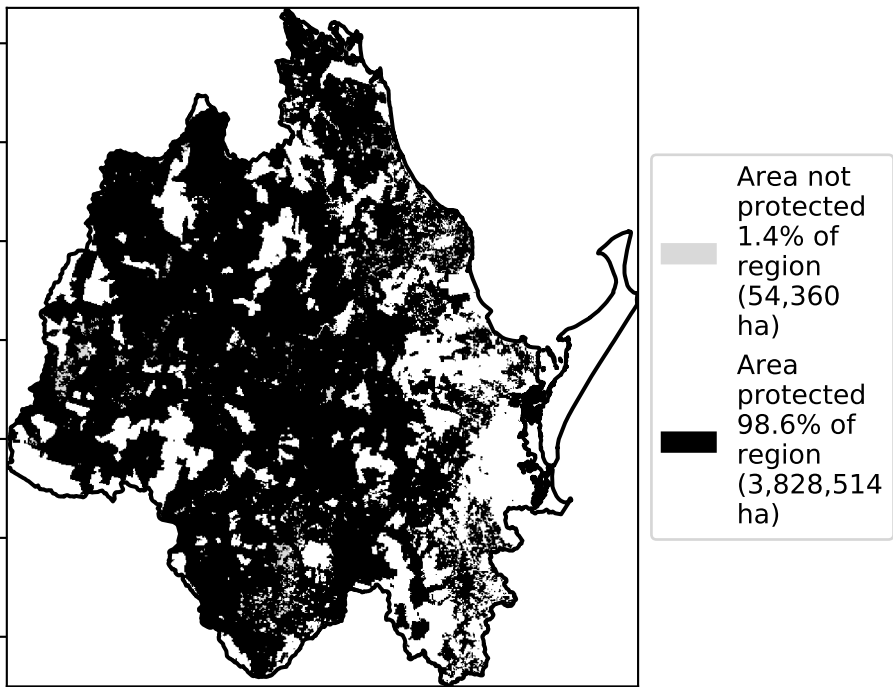 Area not
protected
1.4% of
region
(54,360
ha)
Area
protected
98.6% of
region
(3,828,514
ha)